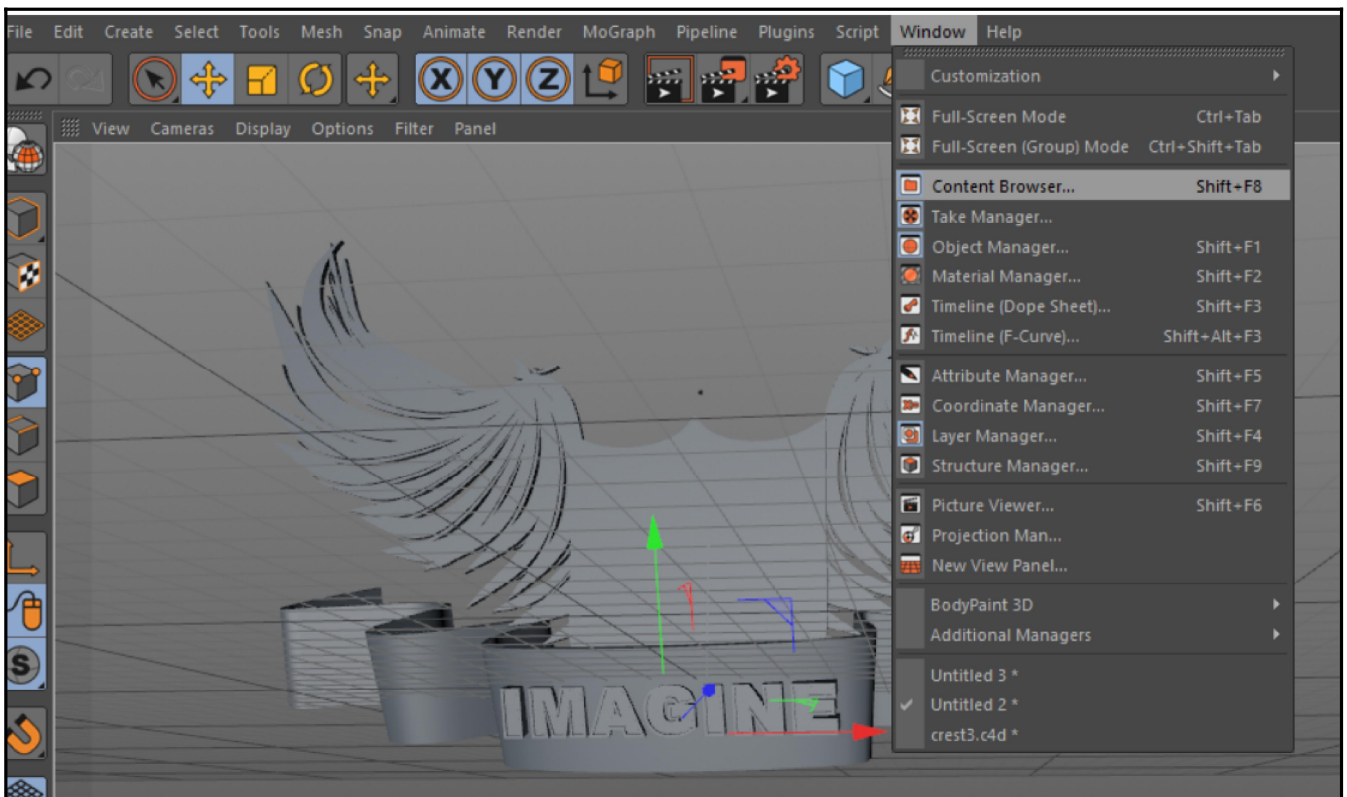 File Edit Create Select Tools Mesh Snap Animate Render MoGraph Pipeline Plugins Script Window Help
X Y Z
View Cameras Display Options Filter Panel
Customization
Full-Screen Mode Ctrl+Tab
Full-Screen (Group) Mode Ctrl+Shift+Tab
Content Browser... Shift+F8
Take Manager...
Object Manager... Shift+F1
Material Manager... Shift+F2
Timeline (Dope Sheet)... Shift+F3
Timeline (F-Curve)... Shift+Alt+F3
Attribute Manager... Shift+F5
Coordinate Manager... Shift+F7
Layer Manager... Shift+F4
Structure Manager... Shift+F9
Picture Viewer... Shift+F6
Projection Man...
New View Panel...
BodyPaint 3D
Additional Managers
Untitled 3 *
Untitled 2 *
crest3.c4d *
S
IMAGINE